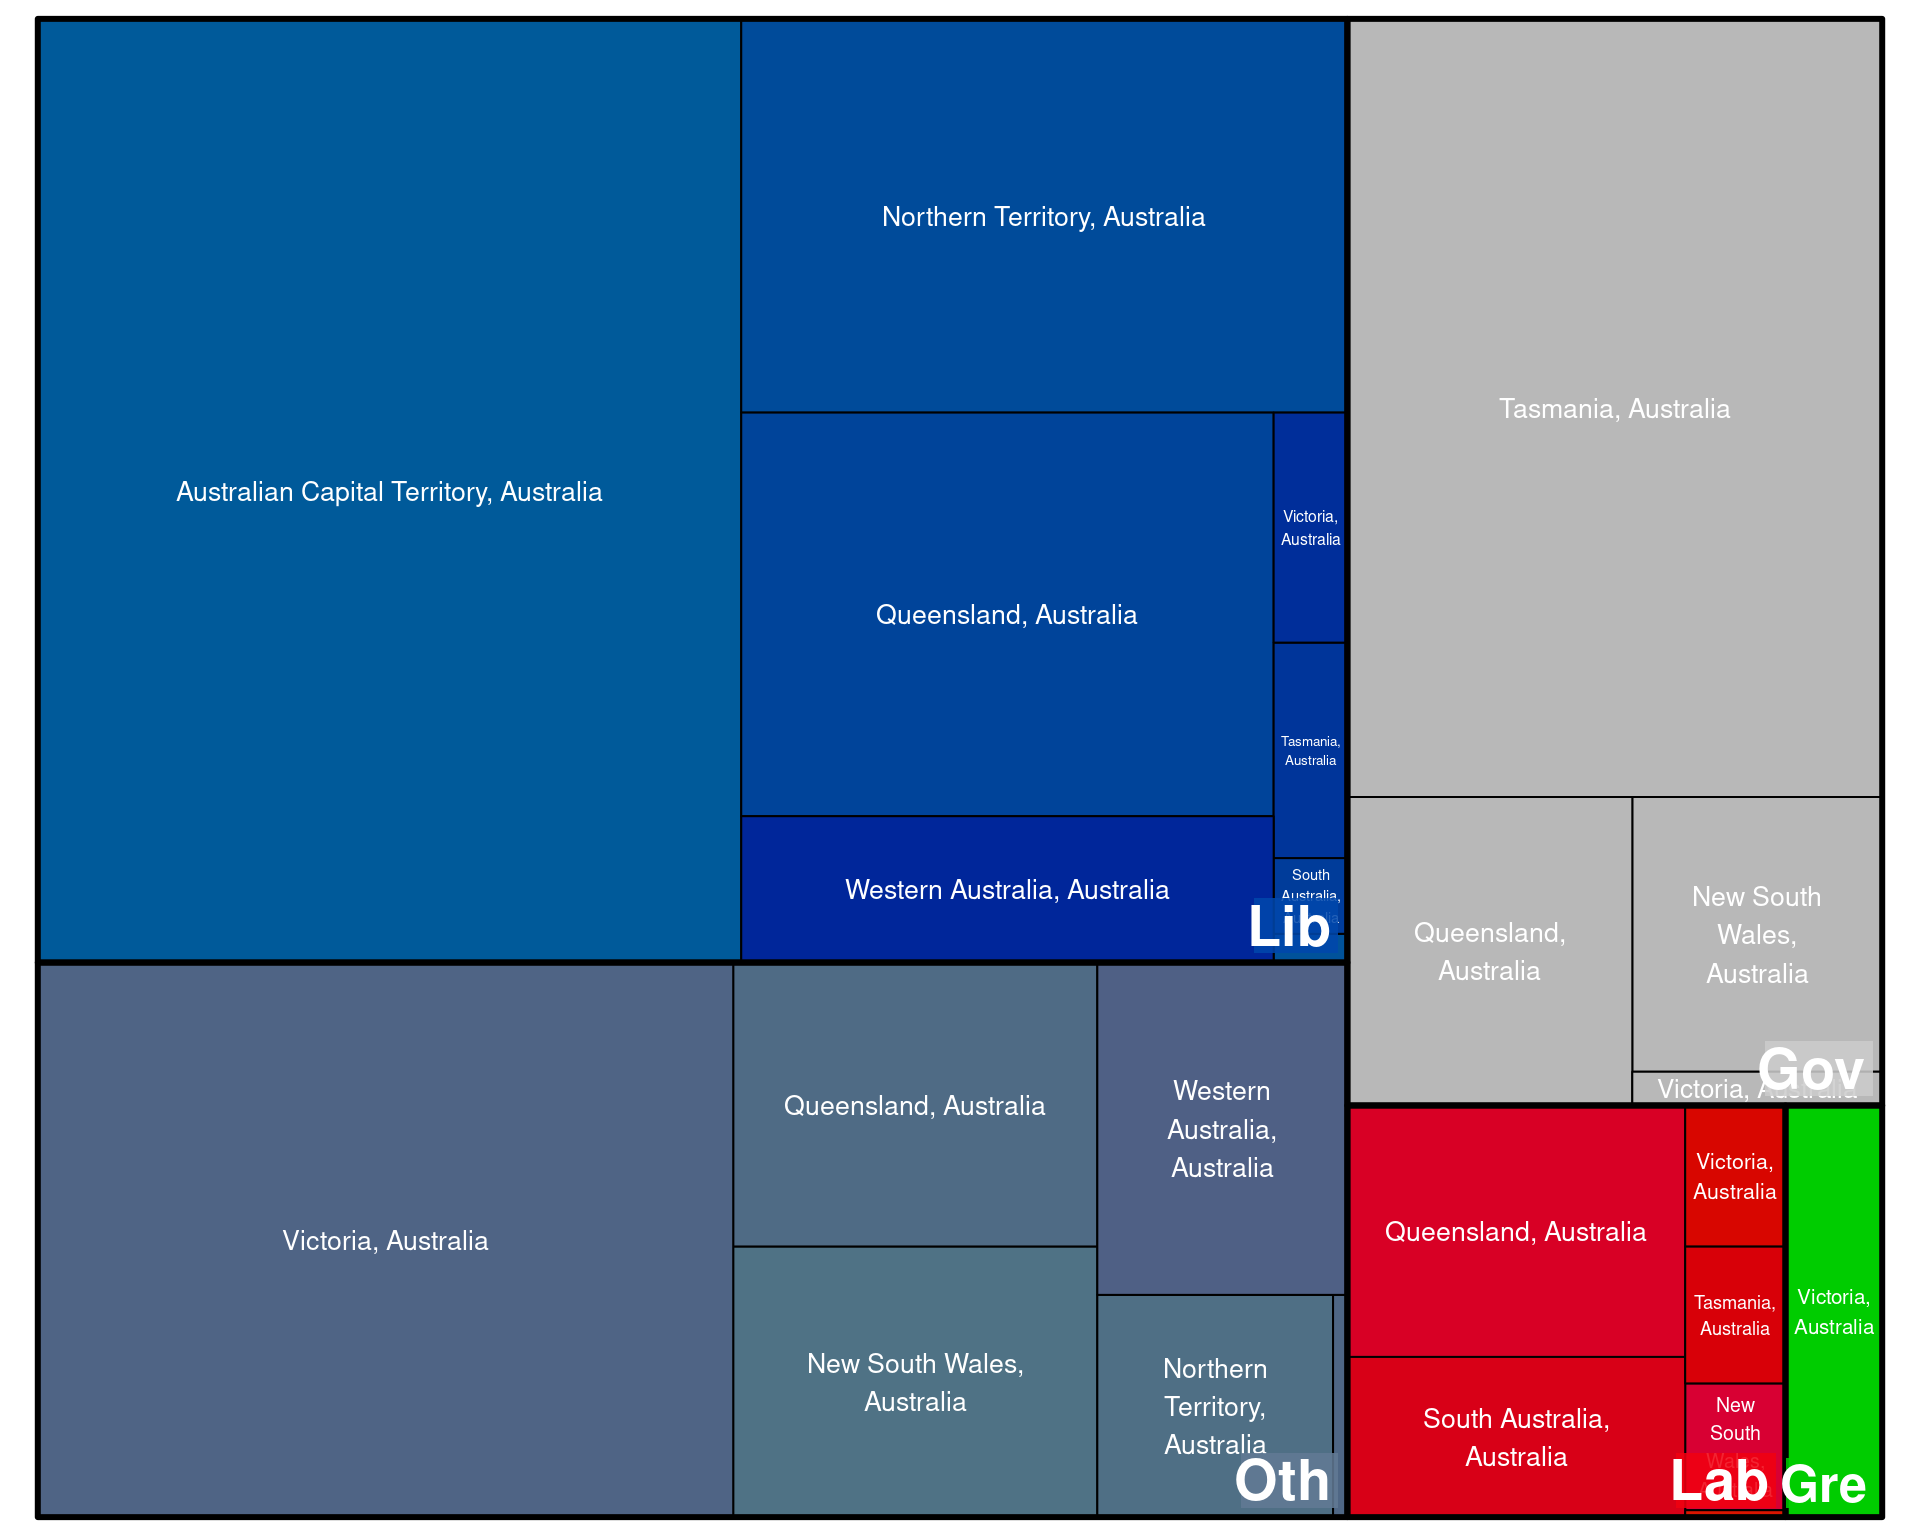 Australian Capital Territory, Australia
Northern Territory, Australia
Queensland, Australia
Victoria,
Australia
Tasmania,
Australia
Western Australia, Australia
South
Australia,
Lib
Tasmania, Australia
Queensland,
Australia
New South
Wales,
Australia
Victoria, Australia
Gov
Victoria, Australia
Queensland, Australia
Western
Australia,
Australia
New South Wales,
Australia
Northern
Territory,
Australia
Oth
Queensland, Australia
South Australia,
Australia
Victoria,
Australia
Tasmania,
Australia
New
South
Wales,
Lab
Victoria,
Australia
Gre